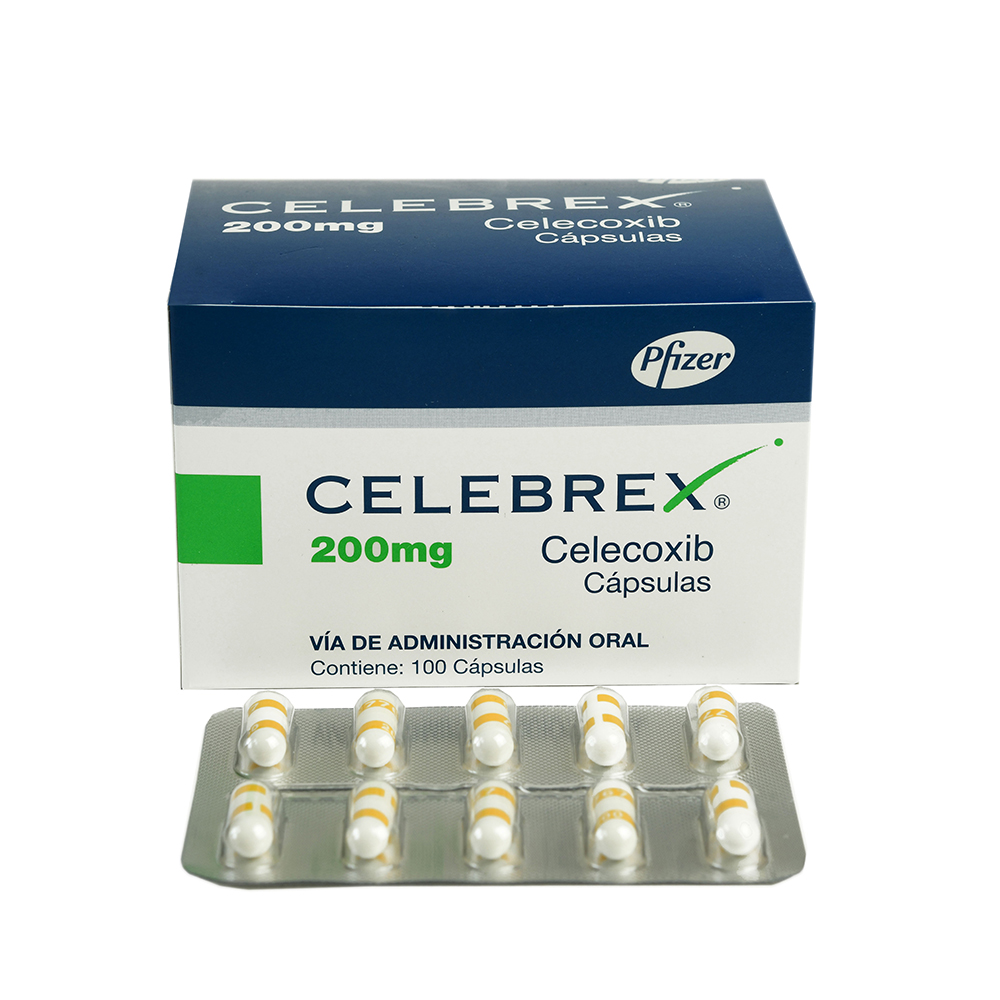 CELEBREX®
200mg
Celecoxib
Cápsulas
Pfizer
CELEBREX®
200mg
Celecoxib
Cápsulas
VÍA DE ADMINISTRACIÓN ORAL
Contiene: 100 Cápsulas